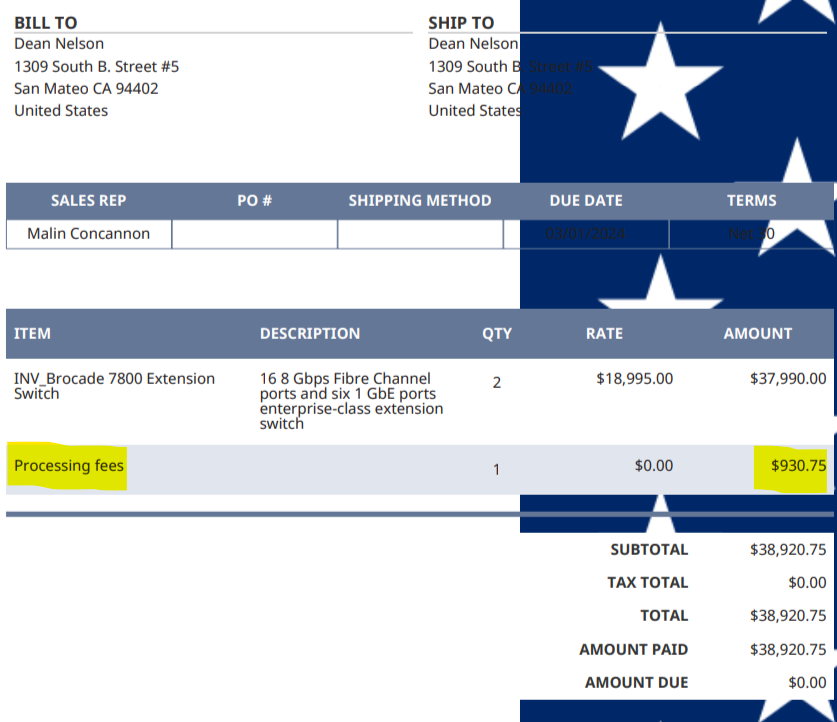 BILL TO
Dean Nelson
1309 South B. Street #5
San Mateo CA 94402
United States
SHIP TO
Dean Nelson
1309 South B. Street #5
San Mateo CA 94402
United States
SALES REP PO # SHIPPING METHOD DUE DATE TERMS
Malin Concannon 03/01/2024 Net 30
ITEM DESCRIPTION QTY RATE AMOUNT
INV_Brocade 7800 Extension Switch 16 8 Gbps Fibre Channel ports and six 1 GbE ports enterprise-class extension switch 2 $18,995.00 $37,990.00
Processing fees 1 $0.00 $930.75
SUBTOTAL $38,920.75
TAX TOTAL $0.00
TOTAL $38,920.75
AMOUNT PAID $38,920.75
AMOUNT DUE $0.00